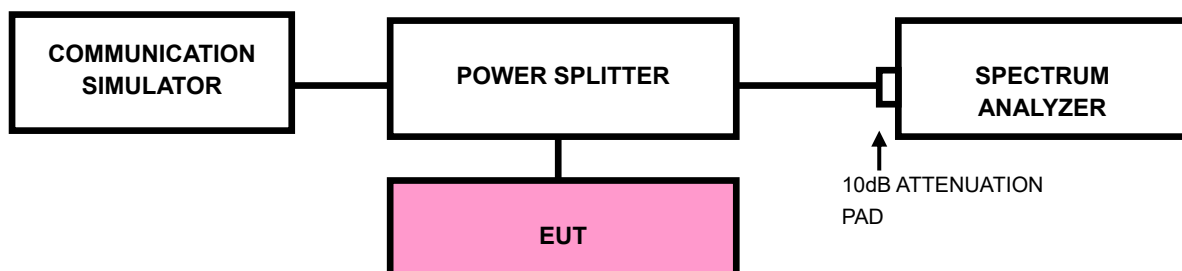 COMMUNICATION
SIMULATOR
POWER SPLITTER
SPECTRUM
ANALYZER
10dB ATTENUATION
PAD
EUT